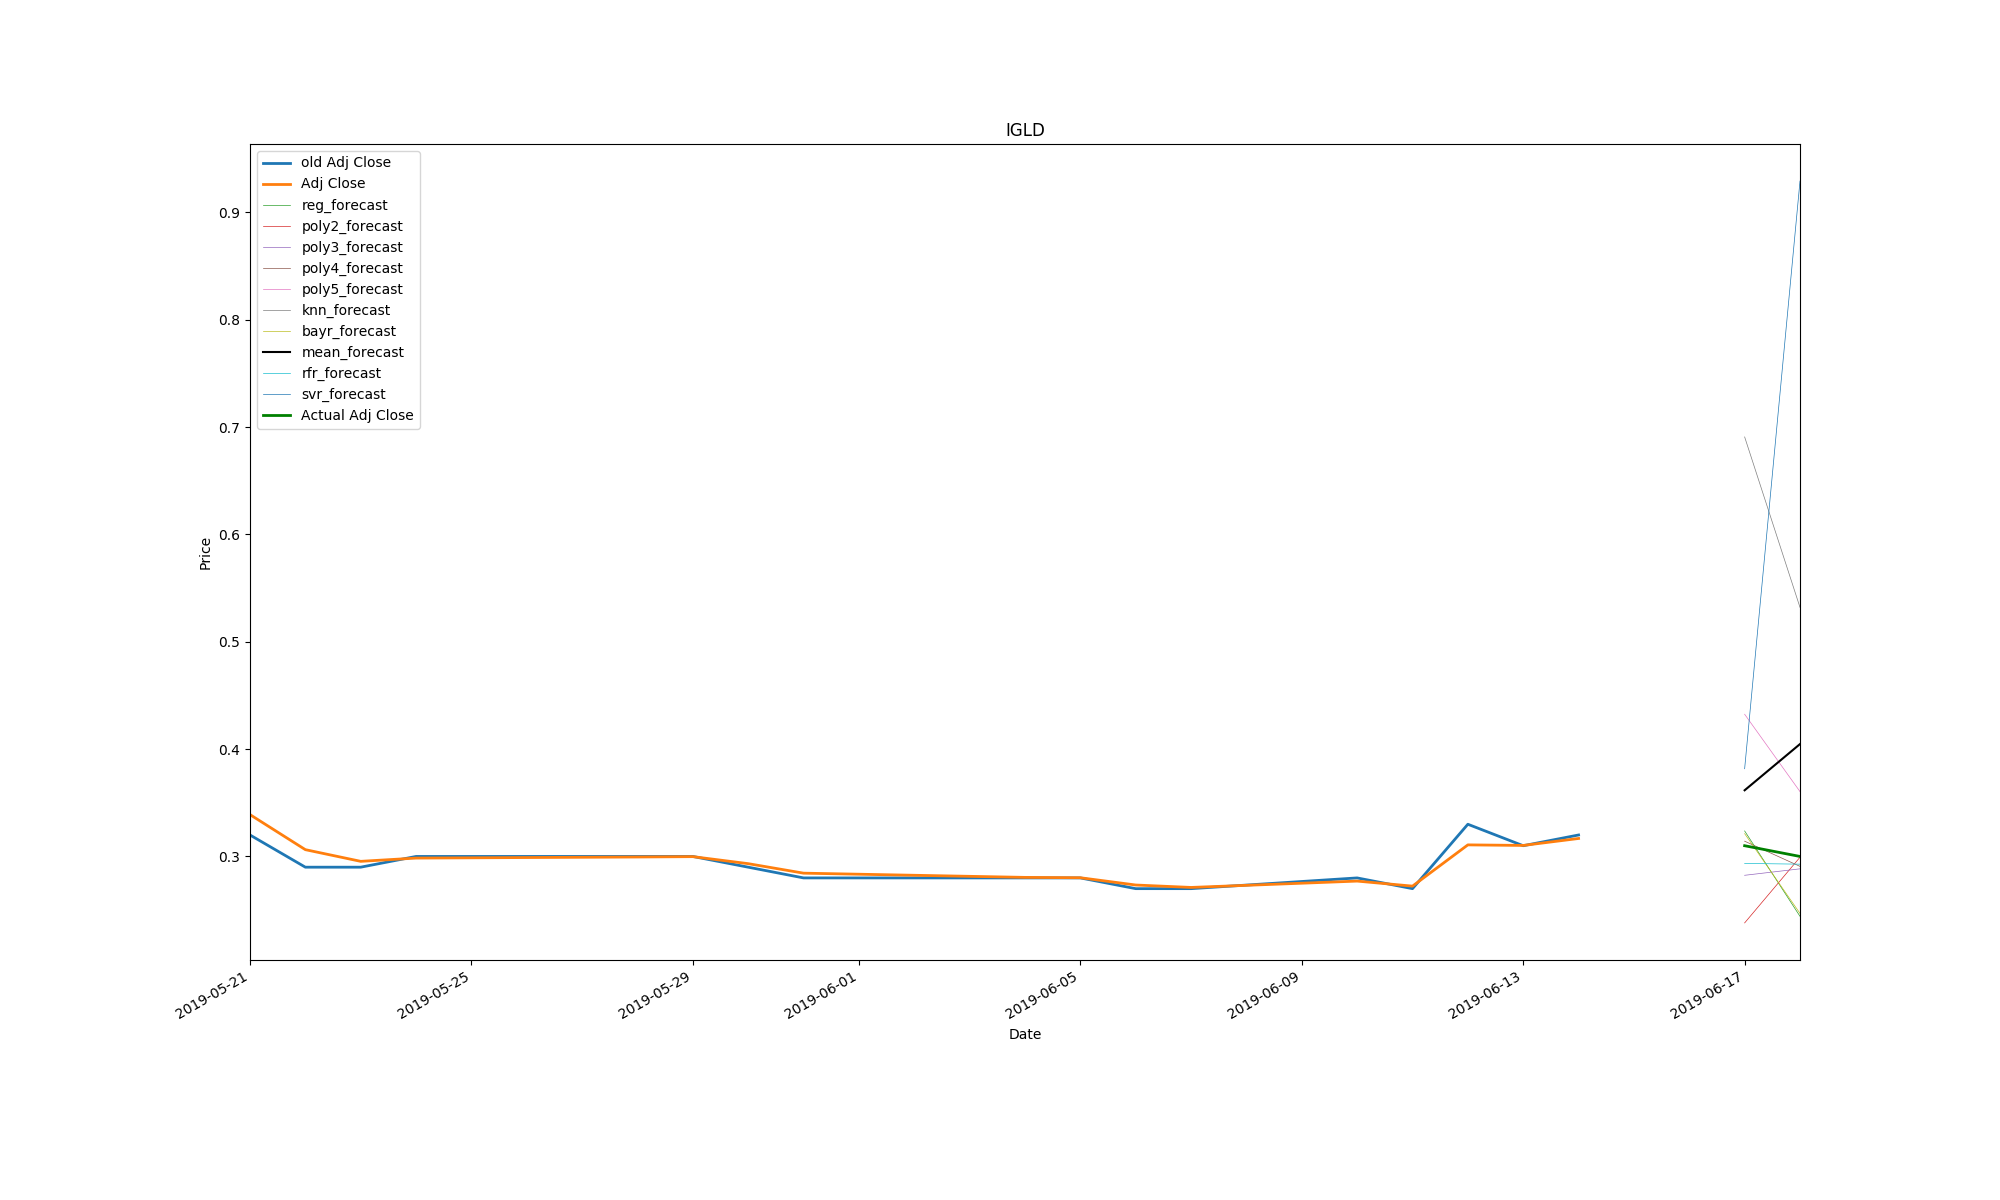 IGLD
old Adj Close
Adj Close
reg_forecast
poly2_forecast
poly3_forecast
poly4_forecast
poly5_forecast
knn_forecast
bayr_forecast
mean_forecast
rfr_forecast
svr_forecast
Actual Adj Close
0.9
0.8
0.7
0.6
0.5
0.4
0.3
Price
2019-05-21
2019-05-25
2019-05-29
2019-06-01
2019-06-05
2019-06-09
2019-06-13
2019-06-17
Date